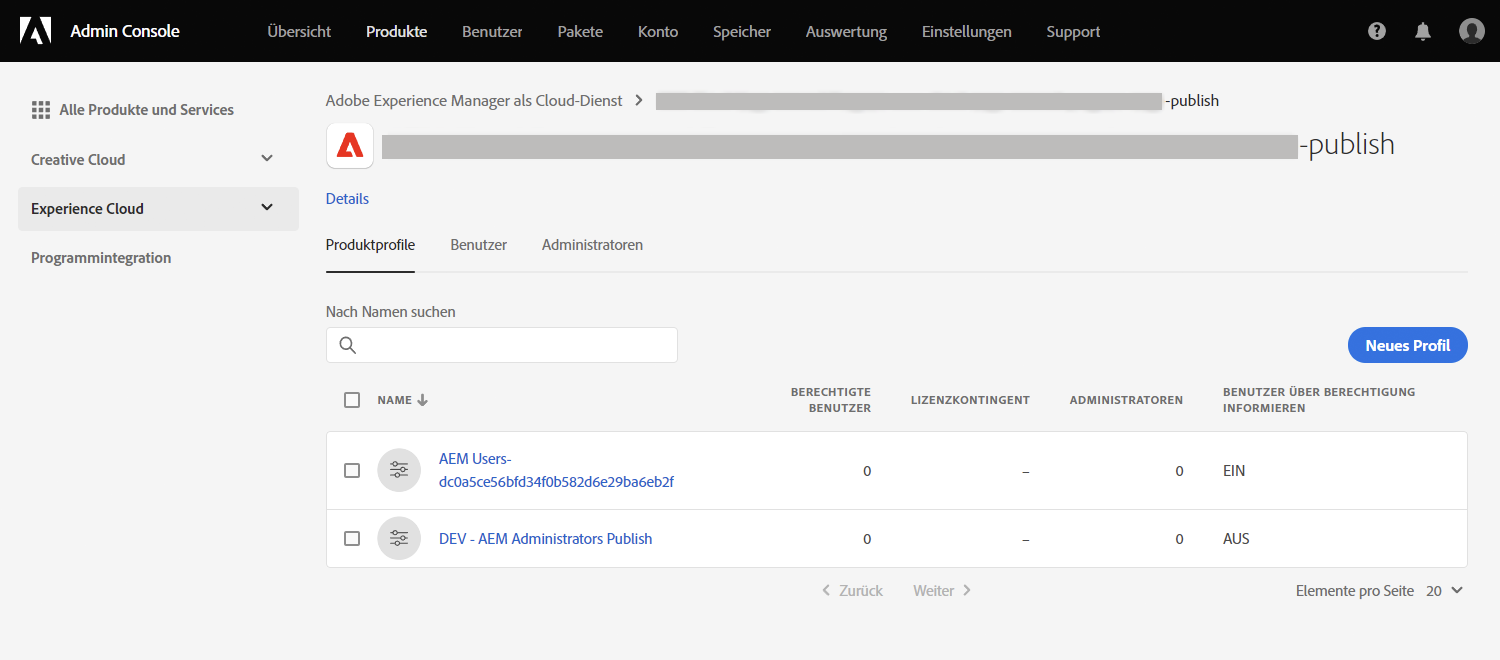 Admin Console
Übersicht Produkte Benutzer Pakete Konto Speicher Auswertung Einstellungen Support
Alle Produkte und Services
Creative Cloud
Experience Cloud
Programmintegration
Adobe Experience Manager als Cloud-Dienst -publish
-publish
Details
Produktprofile Benutzer Administratoren
Nach Namen suchen
Neues Profil
NAME BERECHTIGTE BENUTZER LIZENZKONTINGENT ADMINISTRATOREN BENUTZER ÜBER BERECHTIGUNG INFORMIEREN
AEM Users-
dc0a5ce56bfd34f0b582d6e29ba6eb2f 0 – 0 EIN
DEV - AEM Administrators Publish 0 – 0 AUS
Zurück Weiter Elemente pro Seite 20